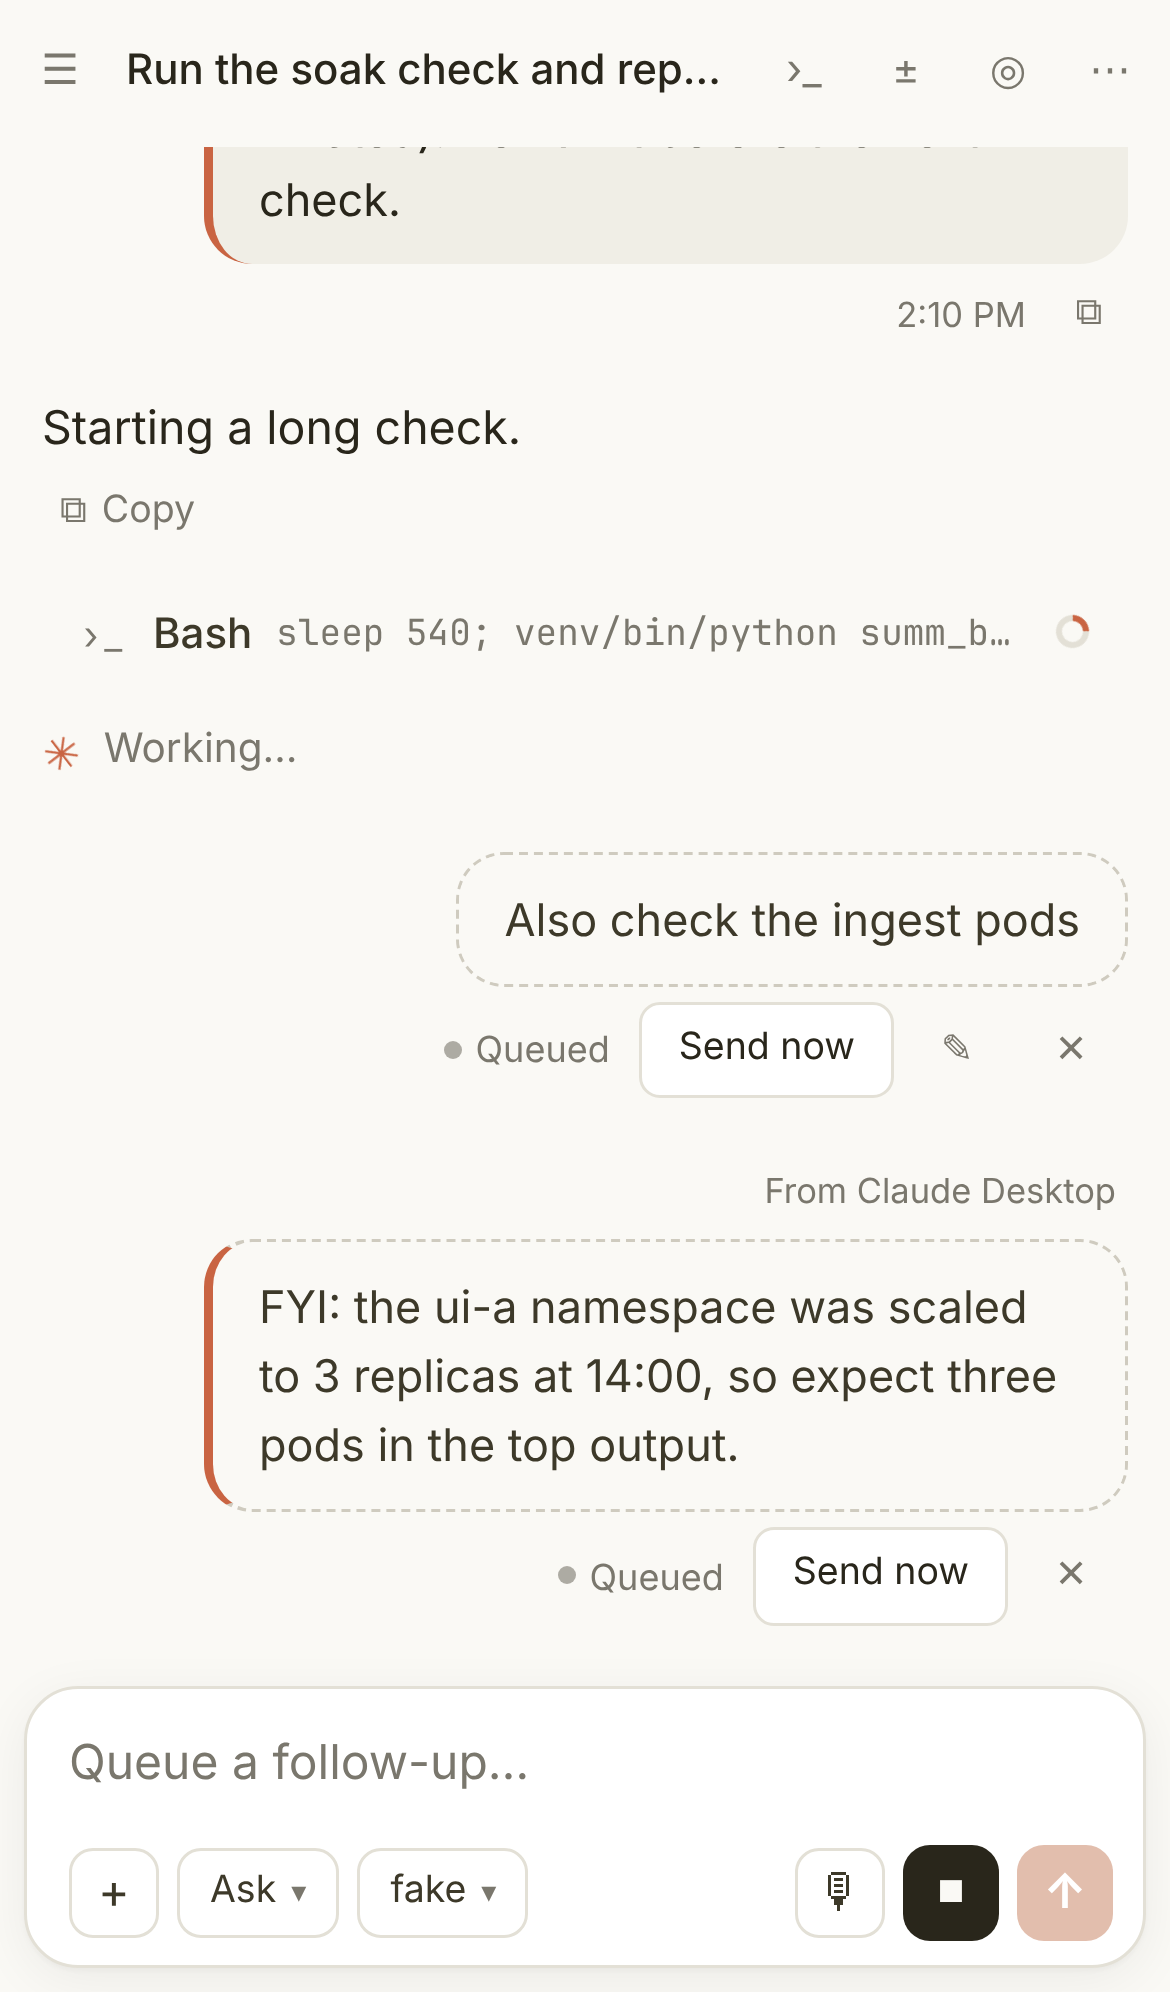 Run the soak check and rep...
check.
2:10 PM
Starting a long check.
Copy
Bash sleep 540; venv/bin/python summ_b…
Working...
Also check the ingest pods
Queued Send now
From Claude Desktop
FYI: the ui-a namespace was scaled
to 3 replicas at 14:00, so expect three
pods in the top output.
Queued Send now
Queue a follow-up...
+ Ask fake